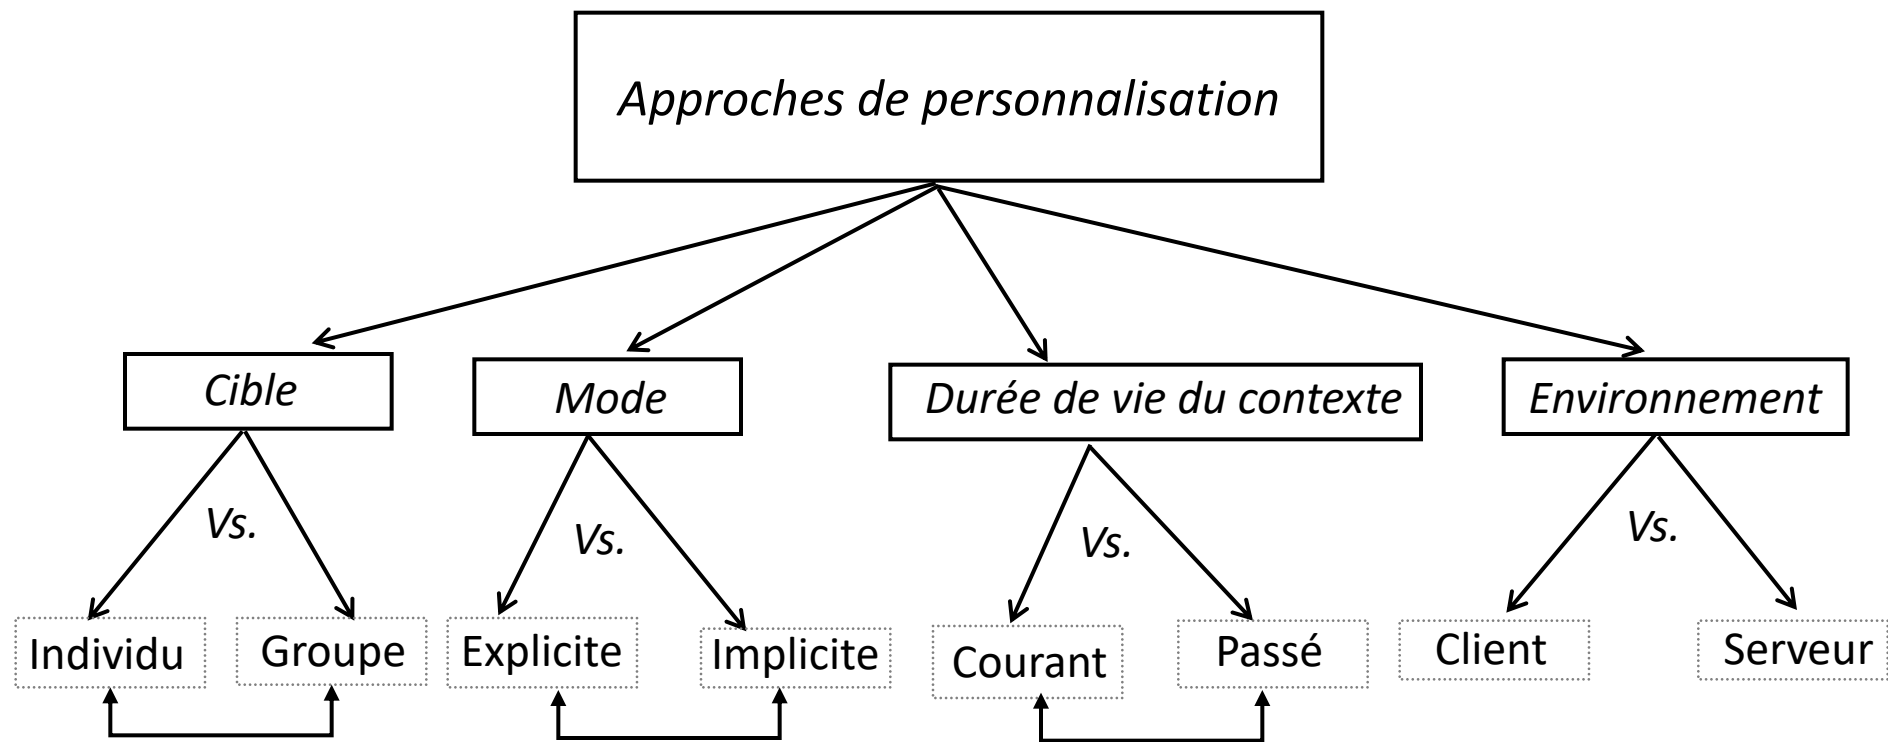 Approches de personnalisation
Cible
Mode
Durée de vie du contexte
Environnement
Vs.
Vs.
Vs.
Vs.
Individu
Groupe
Explicite
Implicite
Courant
Passé
Client
Serveur